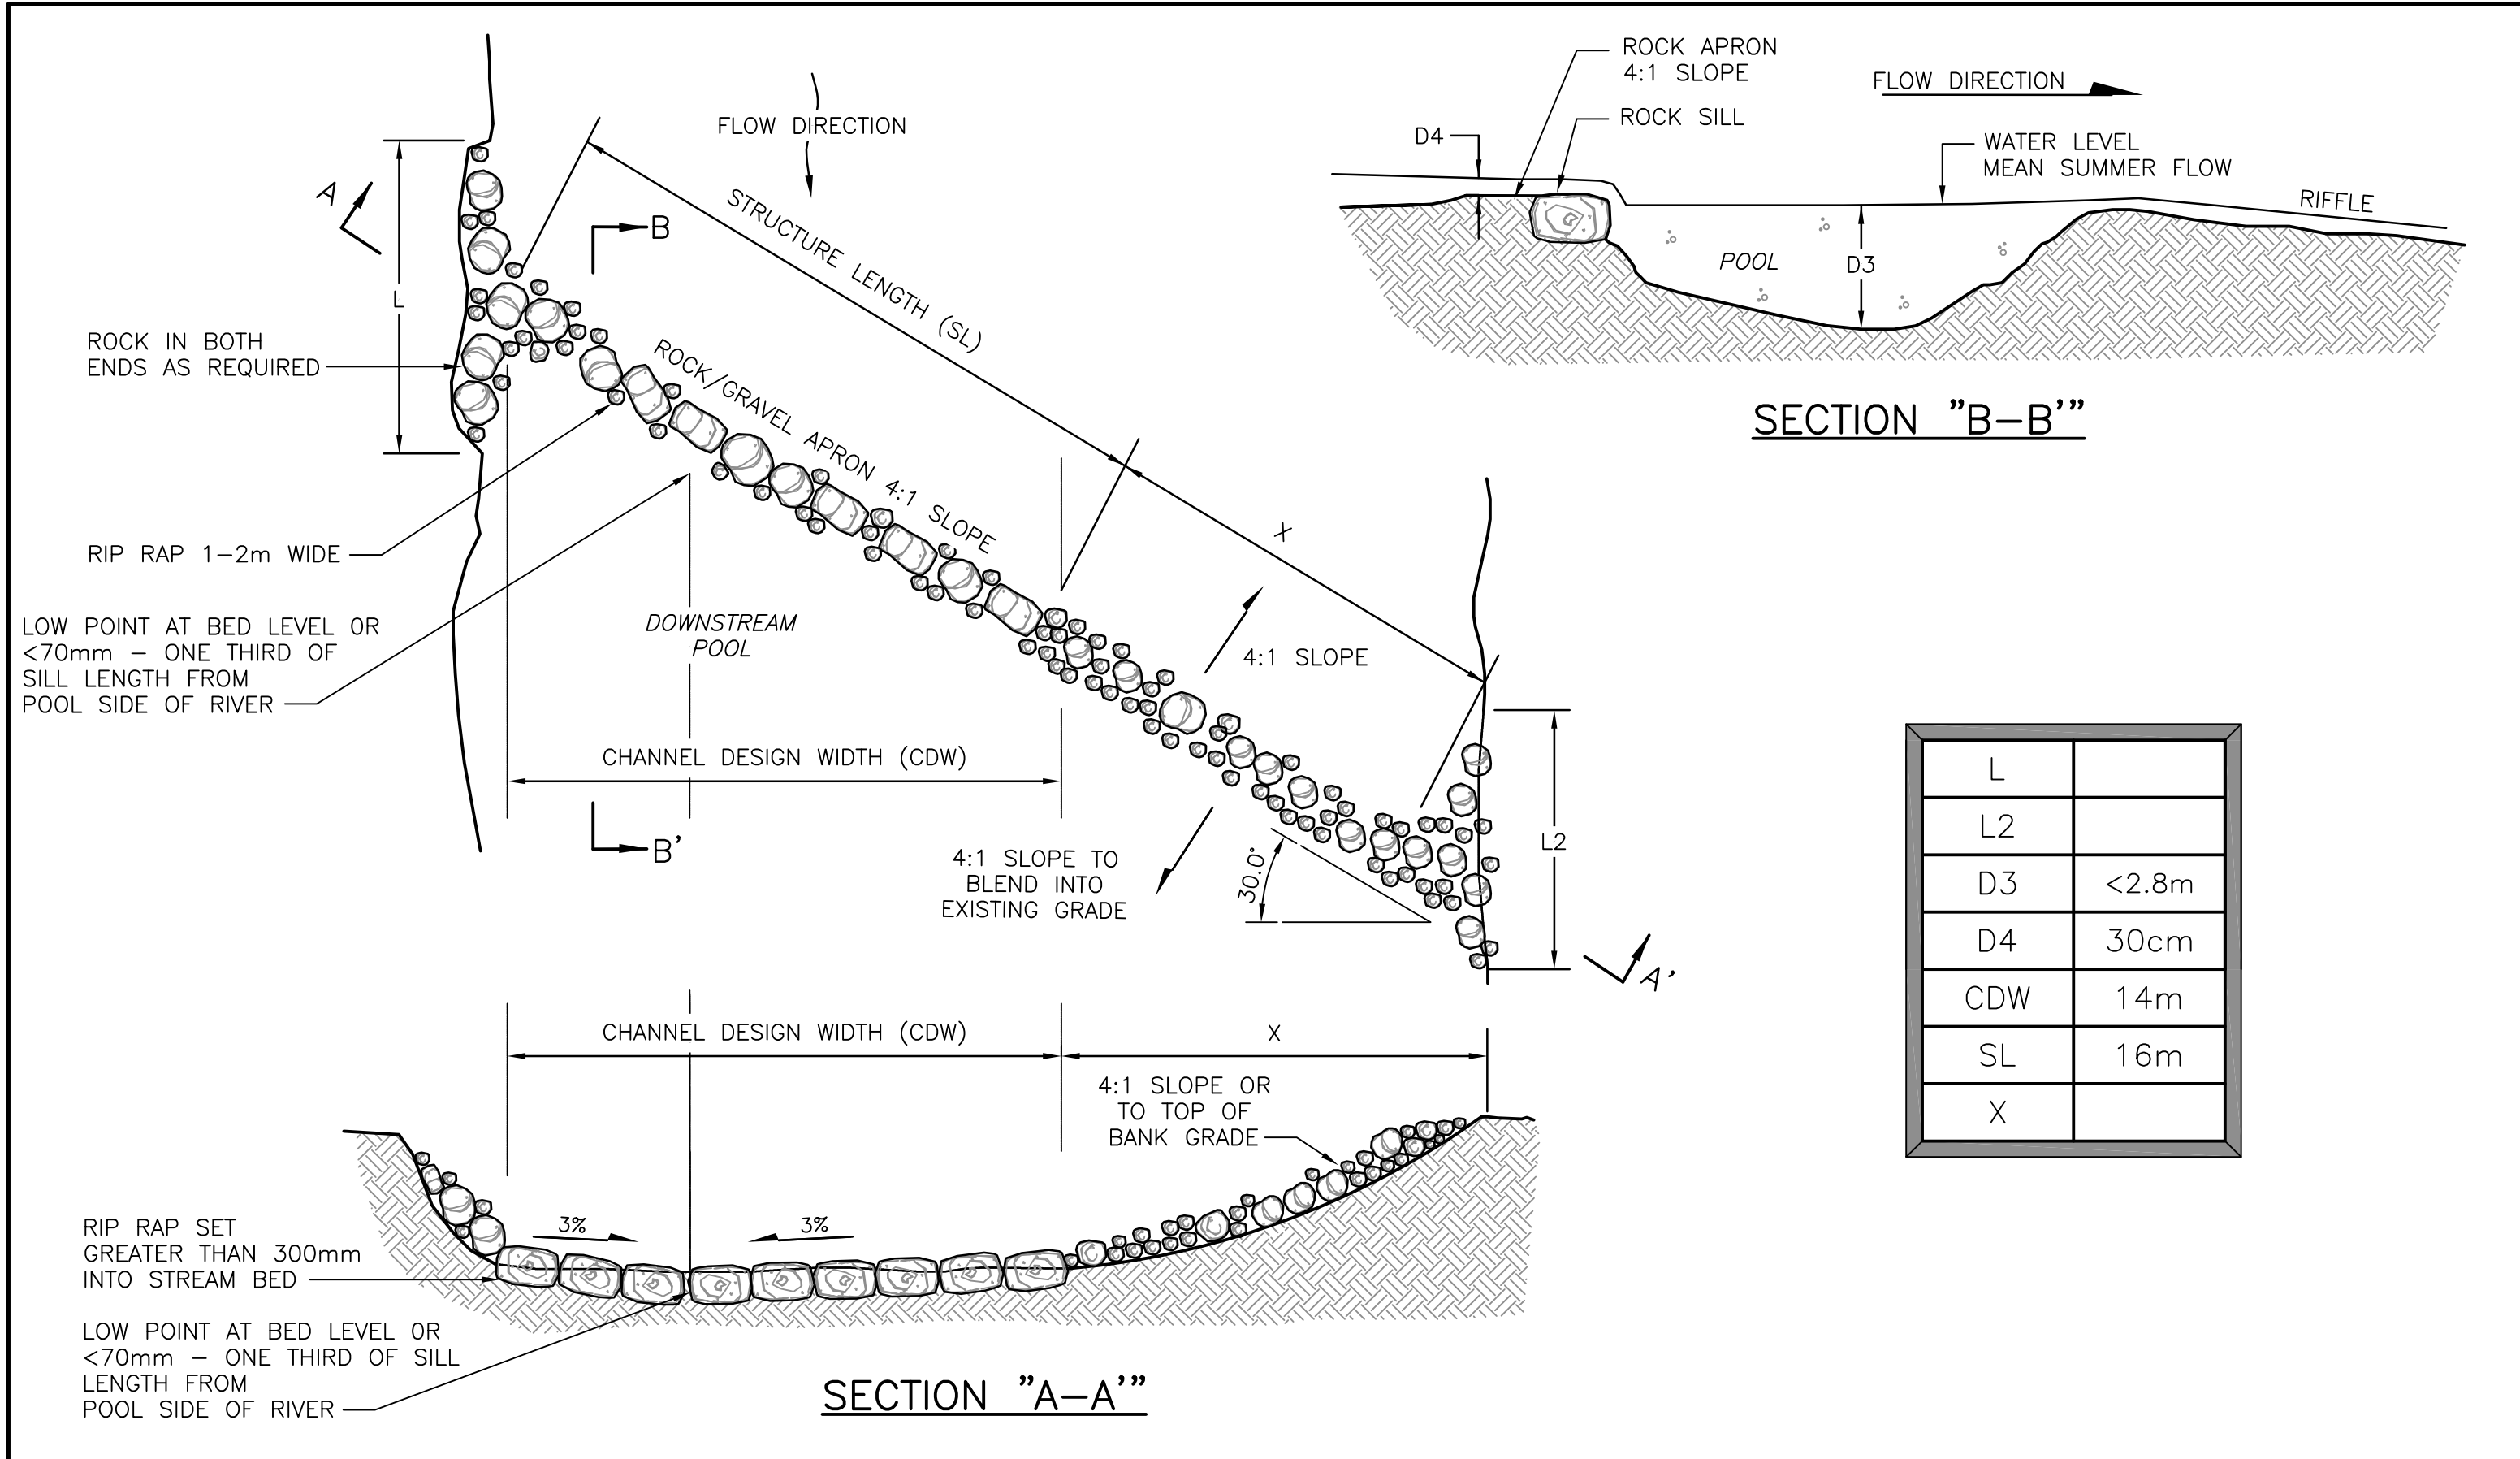 FLOW DIRECTION
A
B
L
STRUCTURE LENGTH (SL)
ROCK IN BOTH
ENDS AS REQUIRED
ROCK/GRAVEL APRON 4:1 SLOPE
X
RIP RAP 1-2m WIDE
LOW POINT AT BED LEVEL OR
<70mm - ONE THIRD OF
SILL LENGTH FROM
POOL SIDE OF RIVER
DOWNSTREAM
POOL
4:1 SLOPE
CHANNEL DESIGN WIDTH (CDW)
B'
4:1 SLOPE TO
BLEND INTO
EXISTING GRADE
30.0°
L2
A'
ROCK APRON
4:1 SLOPE
ROCK SILL
FLOW DIRECTION
D4
WATER LEVEL
MEAN SUMMER FLOW
RIFFLE
POOL
D3
SECTION "B-B'"
L
L2
D3 <2.8m
D4 30cm
CDW 14m
SL 16m
X
CHANNEL DESIGN WIDTH (CDW)
X
4:1 SLOPE OR
TO TOP OF
BANK GRADE
RIP RAP SET
GREATER THAN 300mm
INTO STREAM BED
3%
3%
LOW POINT AT BED LEVEL OR
<70mm - ONE THIRD OF SILL
LENGTH FROM
POOL SIDE OF RIVER
SECTION "A-A'"